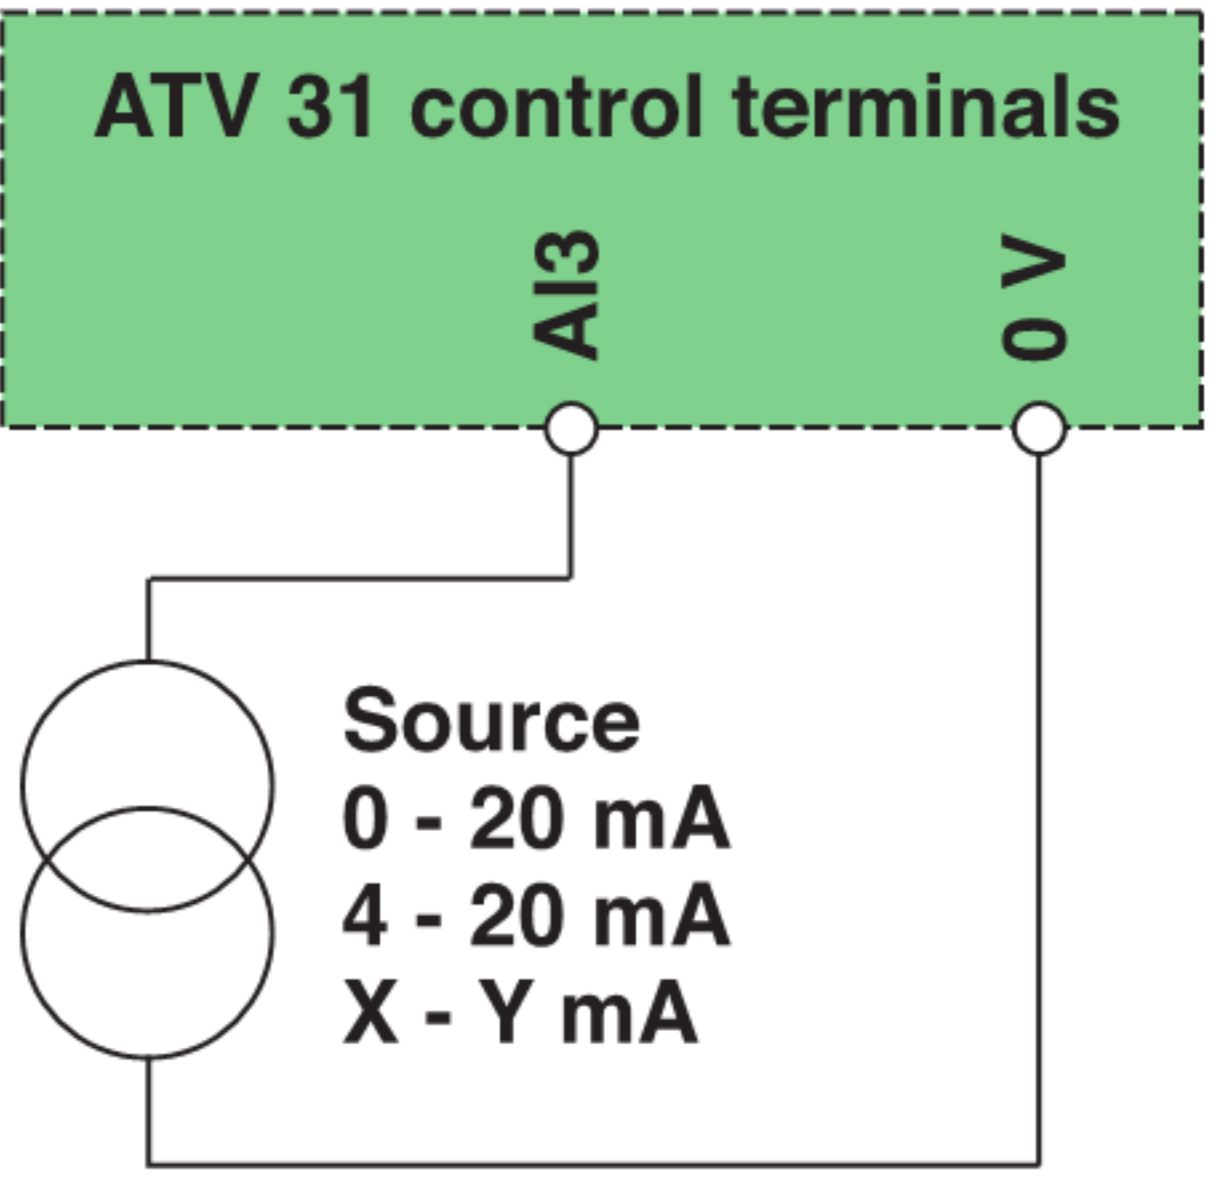 ATV 31 control terminals
AI3
0 V
Source
0 - 20 mA
4 - 20 mA
X - Y mA